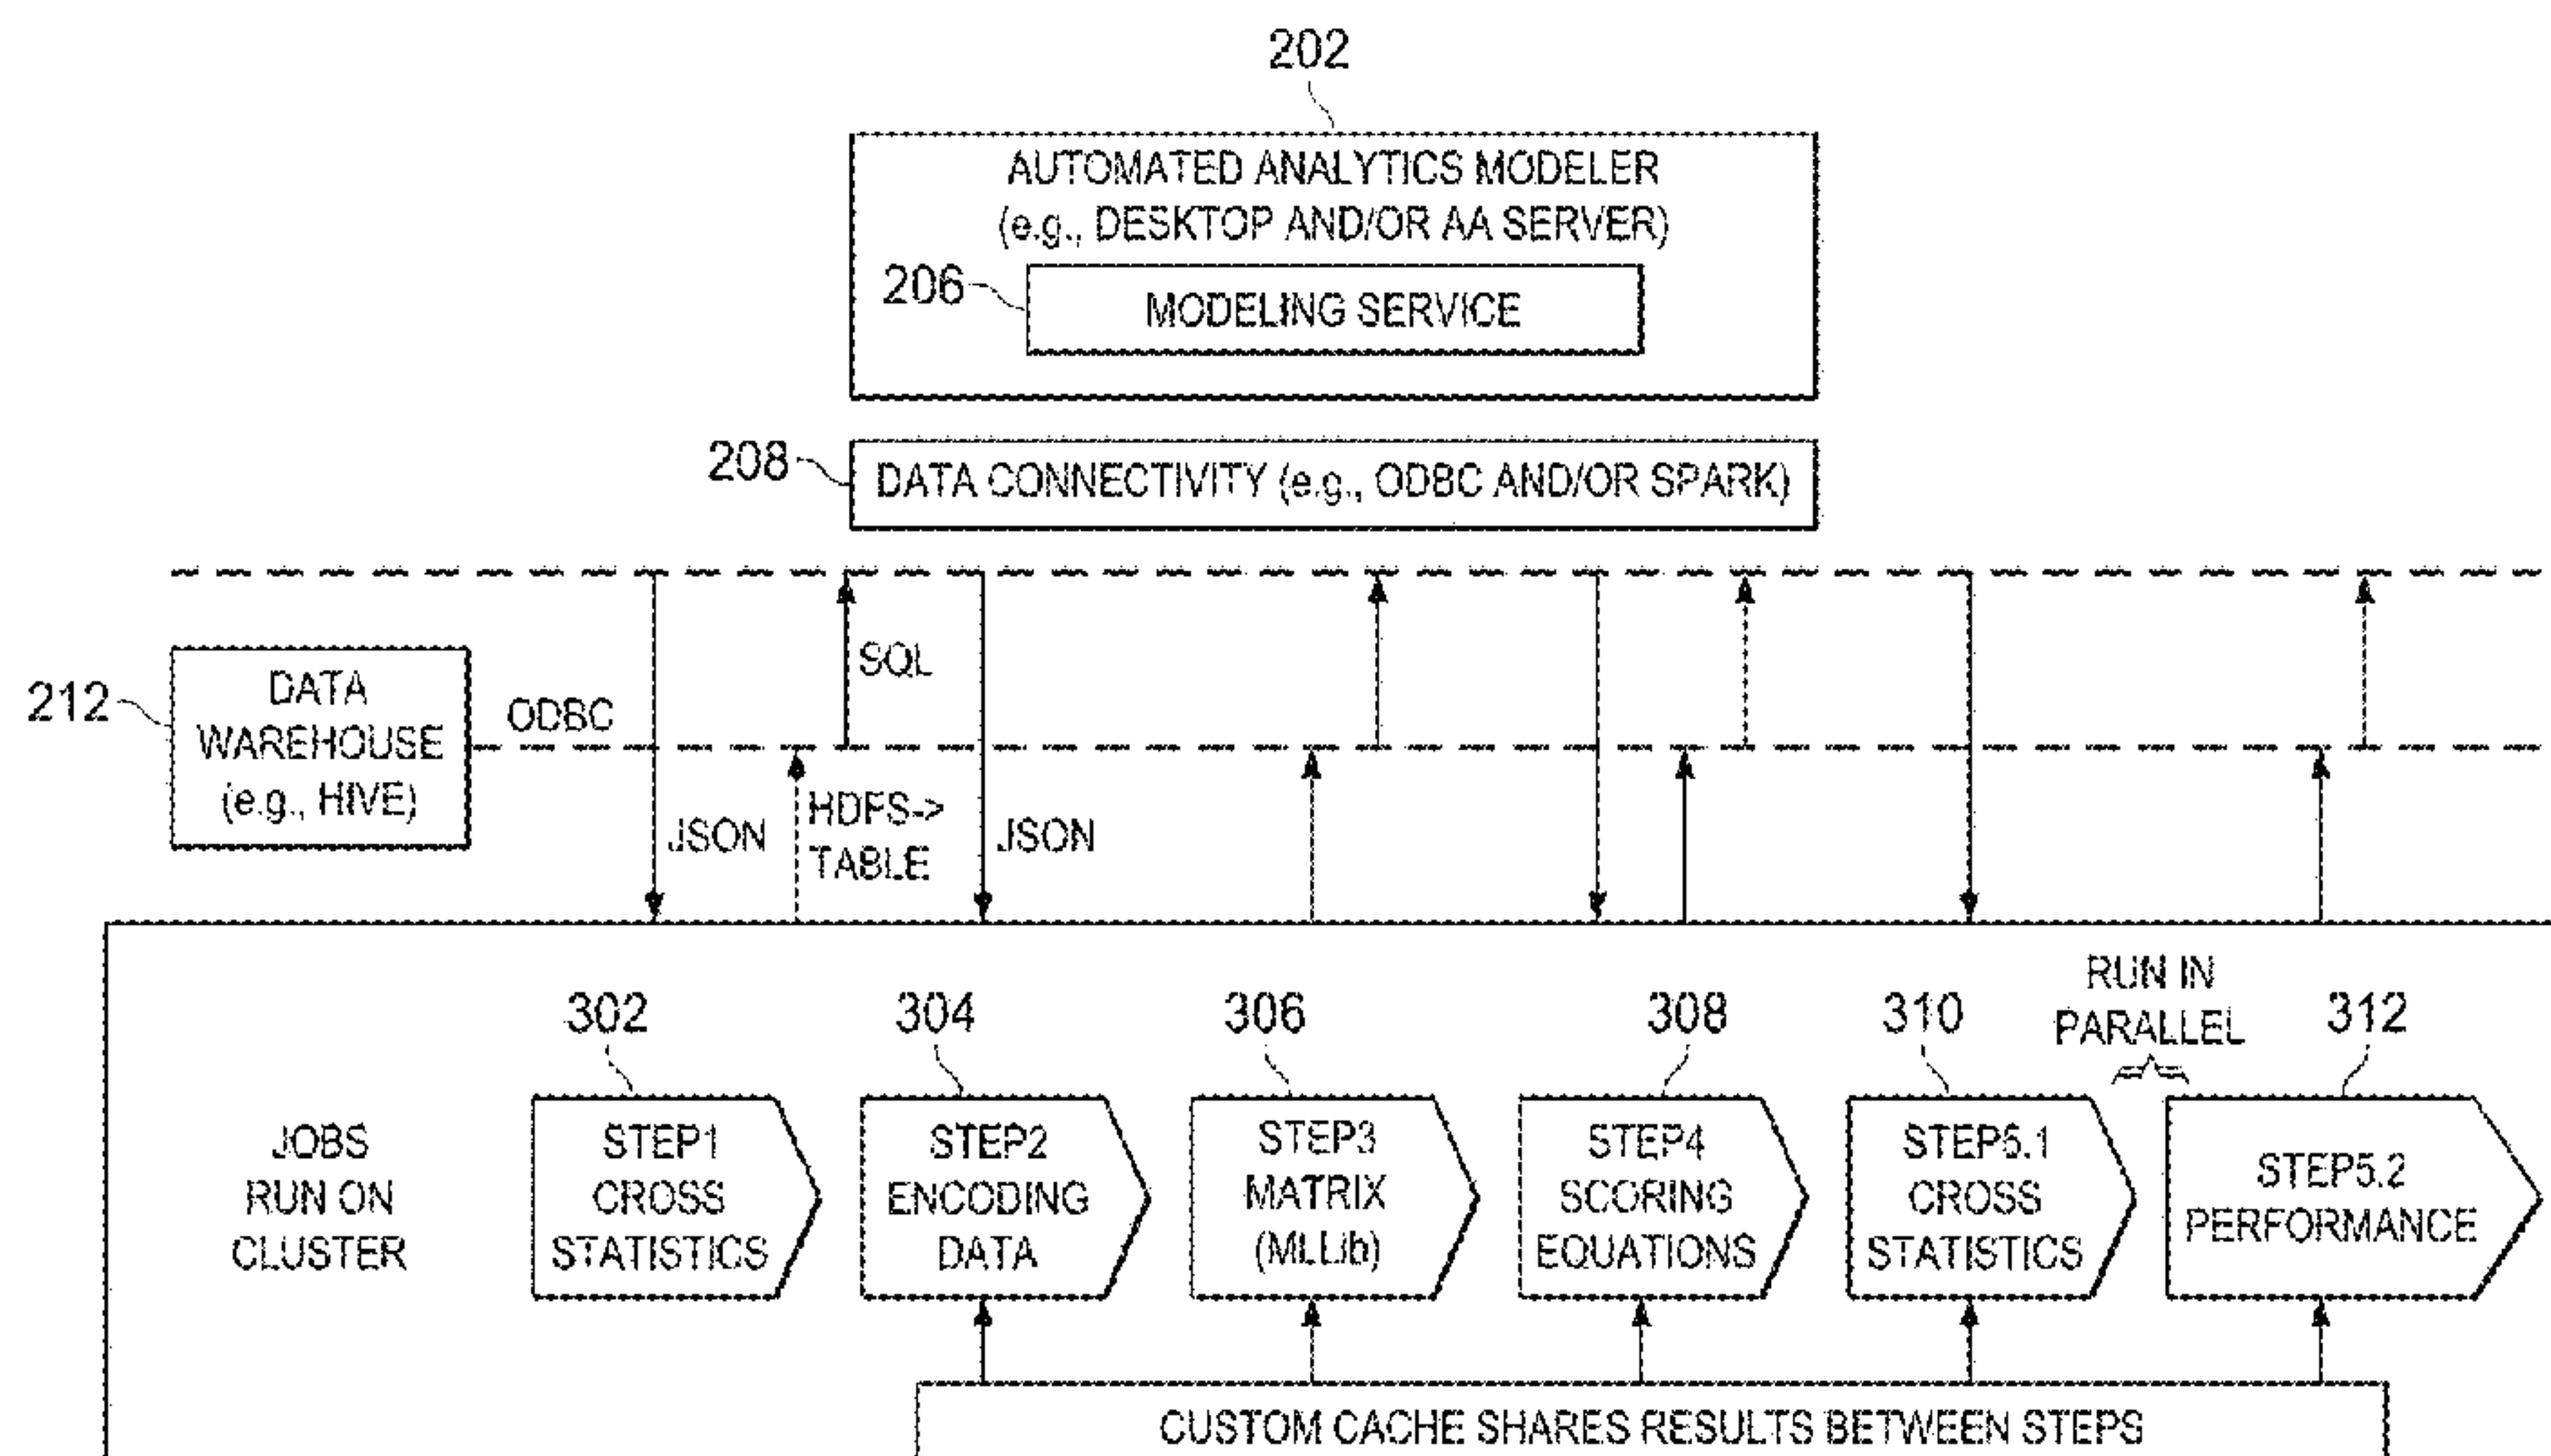 202
AUTOMATED ANALYTICS MODELER
(e.g., DESKTOP AND/OR AA SERVER)
206
MODELING SERVICE
208
DATA CONNECTIVITY (e.g., ODBC AND/OR SPARK)
212
DATA
WAREHOUSE
(e.g., HIVE)
ODBC
SQL
JSON
HDFS->
TABLE
JSON
JOBS
RUN ON
CLUSTER
302
STEP1
CROSS
STATISTICS
304
STEP2
ENCODING
DATA
306
STEP3
MATRIX
(MLLib)
308
STEP4
SCORING
EQUATIONS
310
STEP5.1
CROSS
STATISTICS
RUN IN
PARALLEL
312
STEP5.2
PERFORMANCE
CUSTOM CACHE SHARES RESULTS BETWEEN STEPS